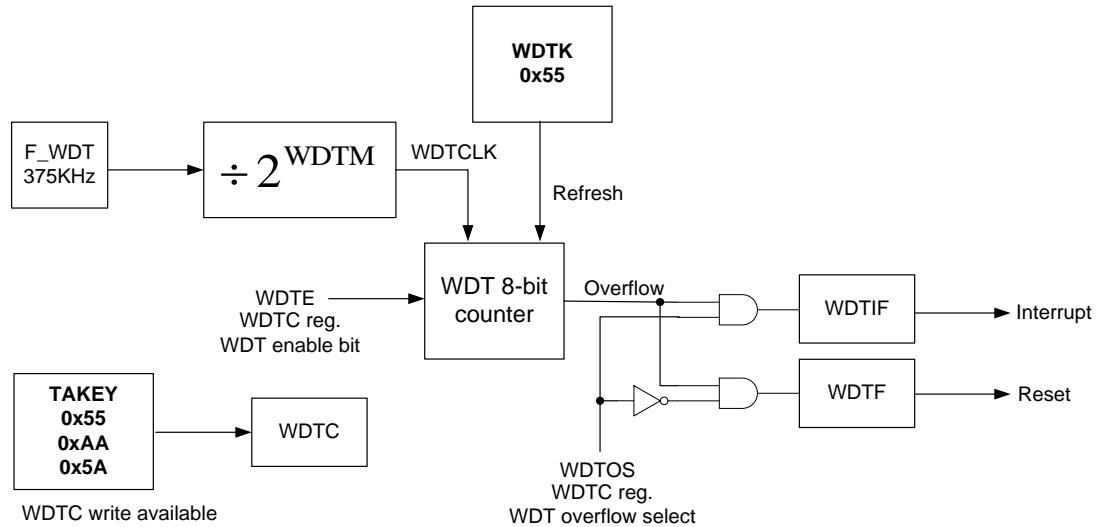 WDTK
0x55
F_WDT
375KHz
÷ 2^WDTM
WDTCLK
Refresh
WDT 8-bit
counter
Overflow
WDTE
WDTC reg.
WDT enable bit
WDTIF
Interrupt
WDTF
Reset
TAKEY
0x55
0xAA
0x5A
WDTC
WDTC write available
WDTOS
WDTC reg.
WDT overflow select